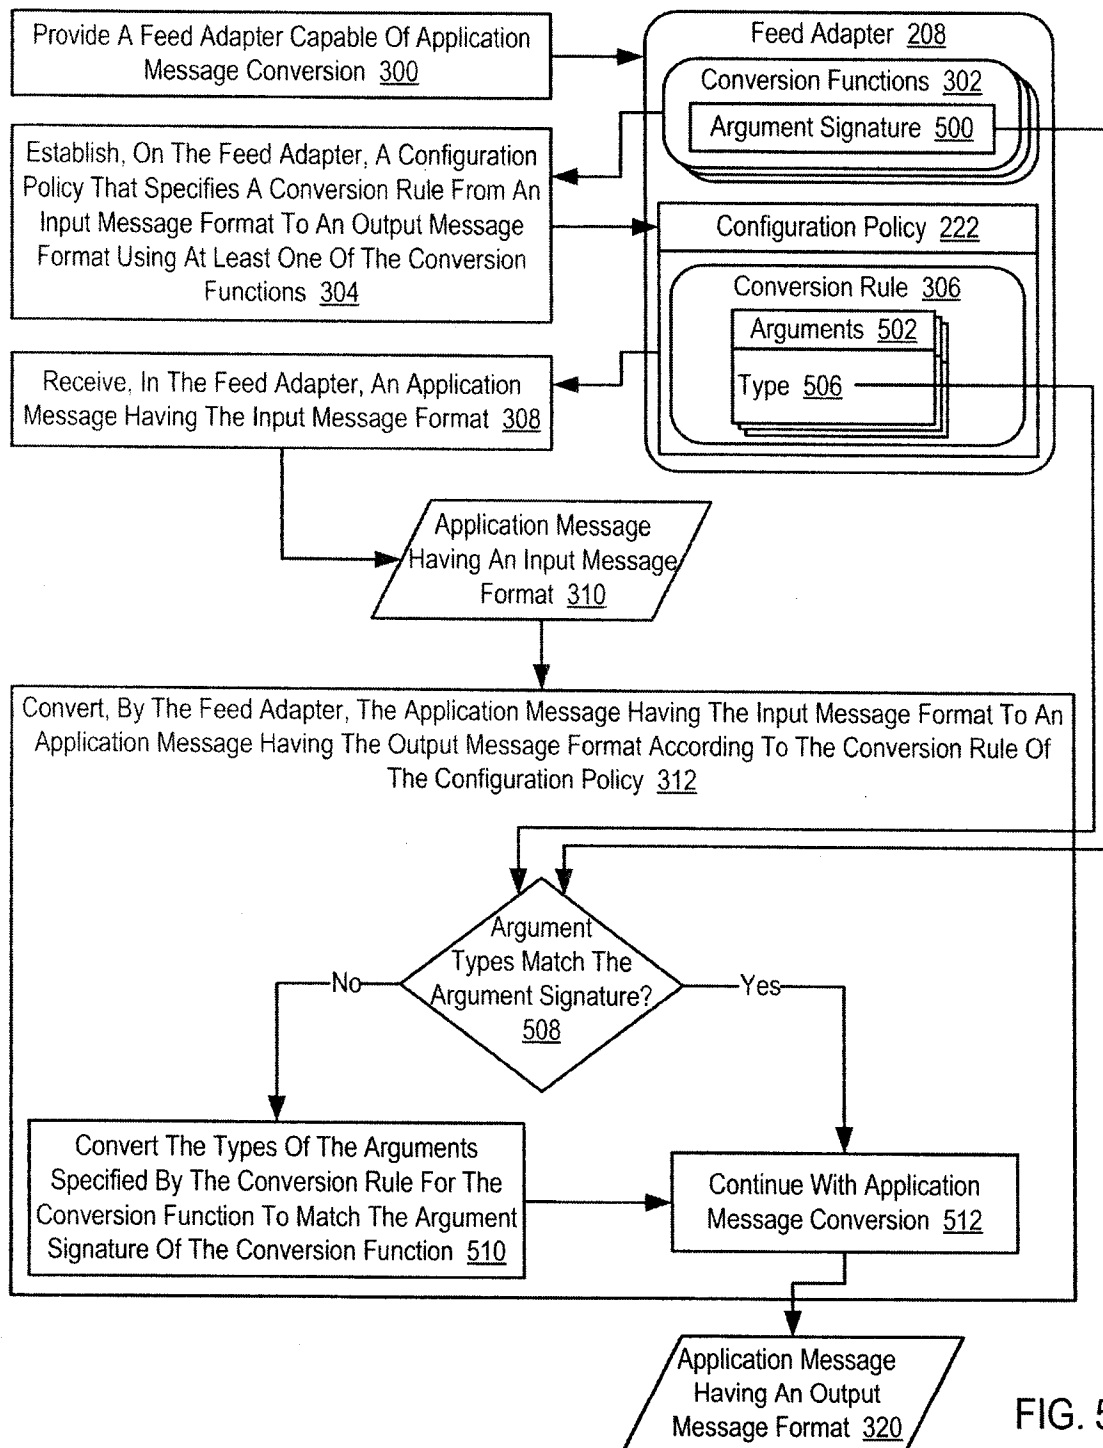 Provide A Feed Adapter Capable Of Application
Message Conversion 300
Feed Adapter 208
Conversion Functions 302
Argument Signature 500
Establish, On The Feed Adapter, A Configuration
Policy That Specifies A Conversion Rule From An
Input Message Format To An Output Message
Format Using At Least One Of The Conversion
Functions 304
Configuration Policy 222
Conversion Rule 306
Arguments 502
Type 506
Receive, In The Feed Adapter, An Application
Message Having The Input Message Format 308
Application Message
Having An Input Message
Format 310
Convert, By The Feed Adapter, The Application Message Having The Input Message Format To An
Application Message Having The Output Message Format According To The Conversion Rule Of
The Configuration Policy 312
Argument
Types Match The
Argument Signature?
508
No
Yes
Convert The Types Of The Arguments
Specified By The Conversion Rule For The
Conversion Function To Match The Argument
Signature Of The Conversion Function 510
Continue With Application
Message Conversion 512
Application Message
Having An Output
Message Format 320
FIG. 5